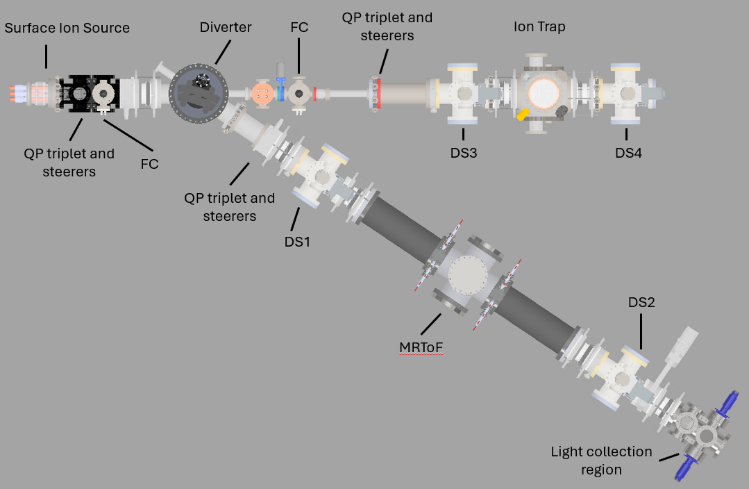 Surface Ion Source
Diverter
FC
QP triplet and
steerers
Ion Trap
QP triplet and
steerers
FC
DS3
DS4
QP triplet and
steerers
DS1
MRToF
DS2
Light collection
region